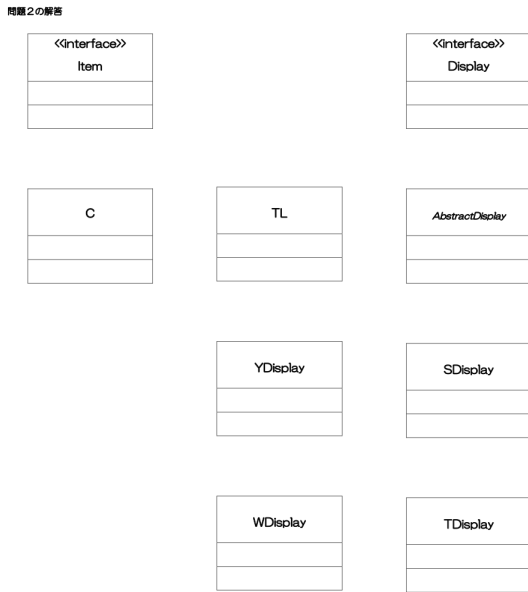 問題２の解答
<<interface>>
Item
<<interface>>
Display
C
TL
AbstractDisplay
YDisplay
SDisplay
WDisplay
TDisplay